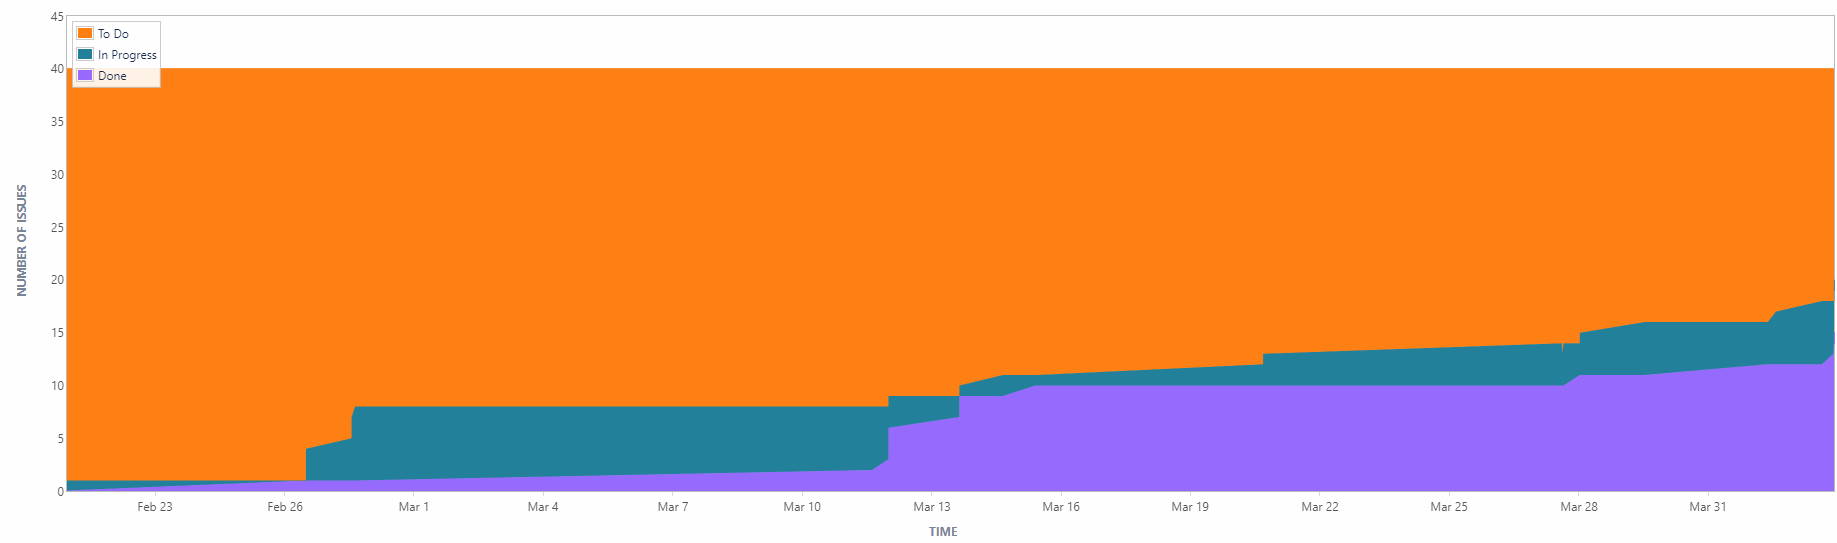 45
40
35
30
25
20
15
10
5
0
To Do
In Progress
Done
NUMBER OF ISSUES
Feb 23 Feb 26 Mar 1 Mar 4 Mar 7 Mar 10 Mar 13 Mar 16 Mar 19 Mar 22 Mar 25 Mar 28 Mar 31
TIME